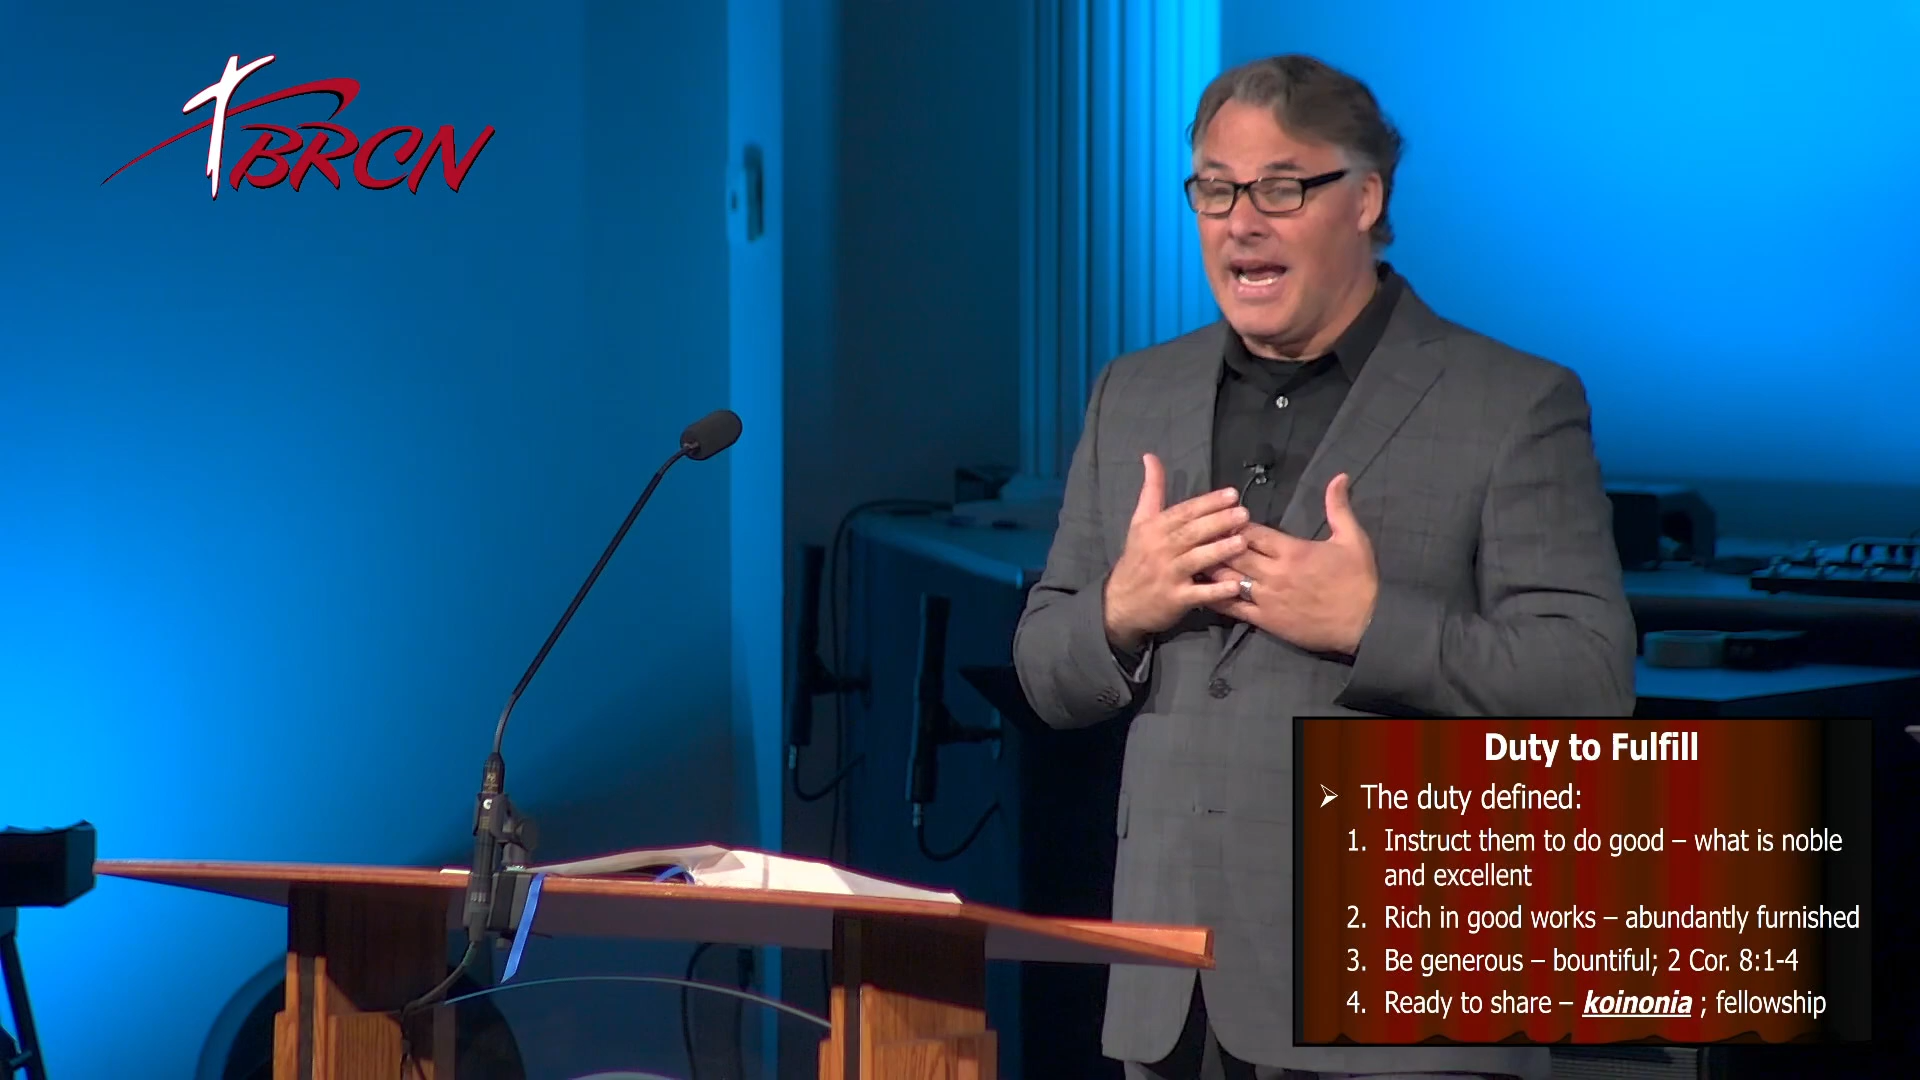 BRCN
Duty to Fulfill
➢ The duty defined:
1. Instruct them to do good – what is noble
and excellent
2. Rich in good works – abundantly furnished
3. Be generous – bountiful; 2 Cor. 8:1-4
4. Ready to share – koinonia ; fellowship